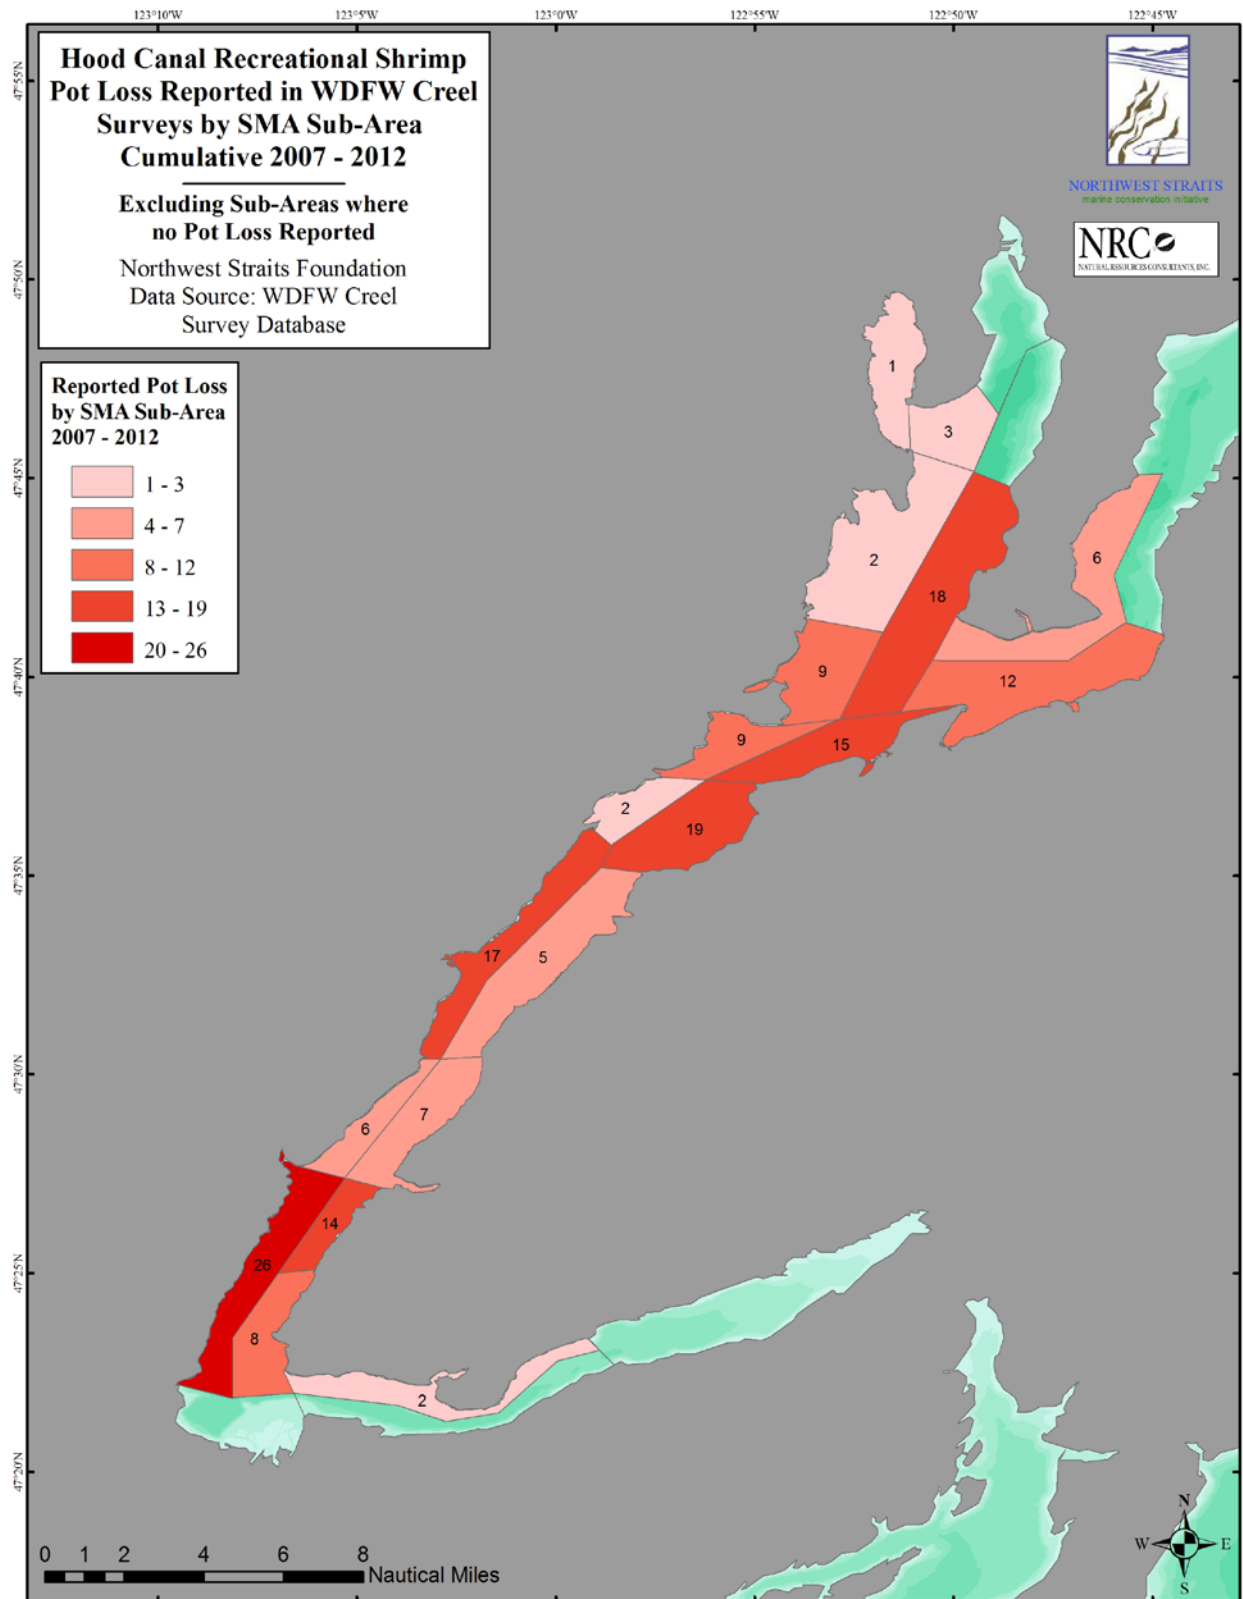 123°10'W 123°5'W 123°0'W 122°55'W 122°50'W 122°45'W
Hood Canal Recreational Shrimp
Pot Loss Reported in WDFW Creel
Surveys by SMA Sub-Area
Cumulative 2007 - 2012
Excluding Sub-Areas where
no Pot Loss Reported
Northwest Straits Foundation
Data Source: WDFW Creel
Survey Database
NORTHWEST STRAITS
marine conservation initiative
NRC
NATURAL RESOURCES CONSULTANTS, INC.
Reported Pot Loss
by SMA Sub-Area
2007 - 2012
1 - 3
4 - 7
8 - 12
13 - 19
20 - 26
47°55'N
47°50'N
47°45'N
47°40'N
47°35'N
47°30'N
47°25'N
47°20'N
1
3
2
6
18
9
12
9
15
2
19
17
5
7
6
14
26
8
2
N
W E
S
0 1 2 4 6 8
Nautical Miles